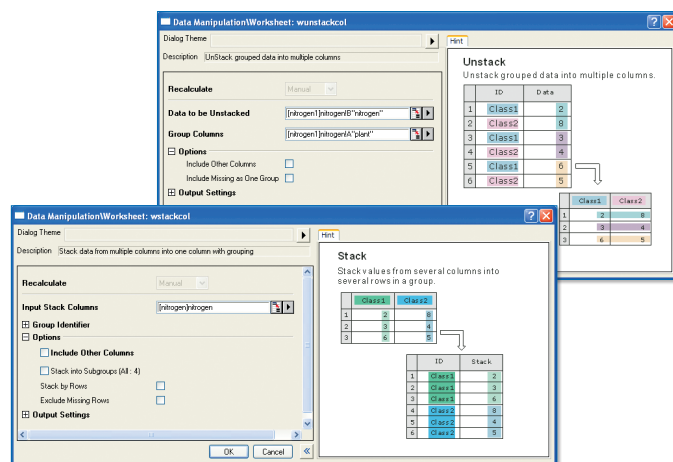 Data Manipulation\Worksheet: wunstackcol
Dialog Theme
Description UnStack grouped data into multiple columns
Recalculate Manual
Data to be Unstacked [nitrogen1]nitrogen!B"nitrogen"
Group Columns [nitrogen1]nitrogen!A"plant"
Options
Include Other Columns
Include Missing as One Group
Output Settings
Hint
Unstack
Unstack grouped data into multiple columns.
ID Data
1 Class1 2
2 Class2 8
3 Class1 3
4 Class2 4
5 Class1 6
6 Class2 5
Class1 Class2
1 2 8
2 3 4
3 6 5
Data Manipulation\Worksheet: wstackcol
Dialog Theme
Description Stack data from multiple columns into one column with grouping
Recalculate Manual
Input Stack Columns [nitrogen]nitrogen
Group Identifier
Options
Include Other Columns
Stack into Subgroups (All : 4)
Stack by Rows
Exclude Missing Rows
Output Settings
OK Cancel
Hint
Stack
Stack values from several columns into
several rows in a group.
Class1 Class2
1 2 8
2 3 4
3 6 5
ID Stack
1 Class1 2
2 Class1 3
3 Class1 6
4 Class2 8
5 Class2 4
6 Class2 5